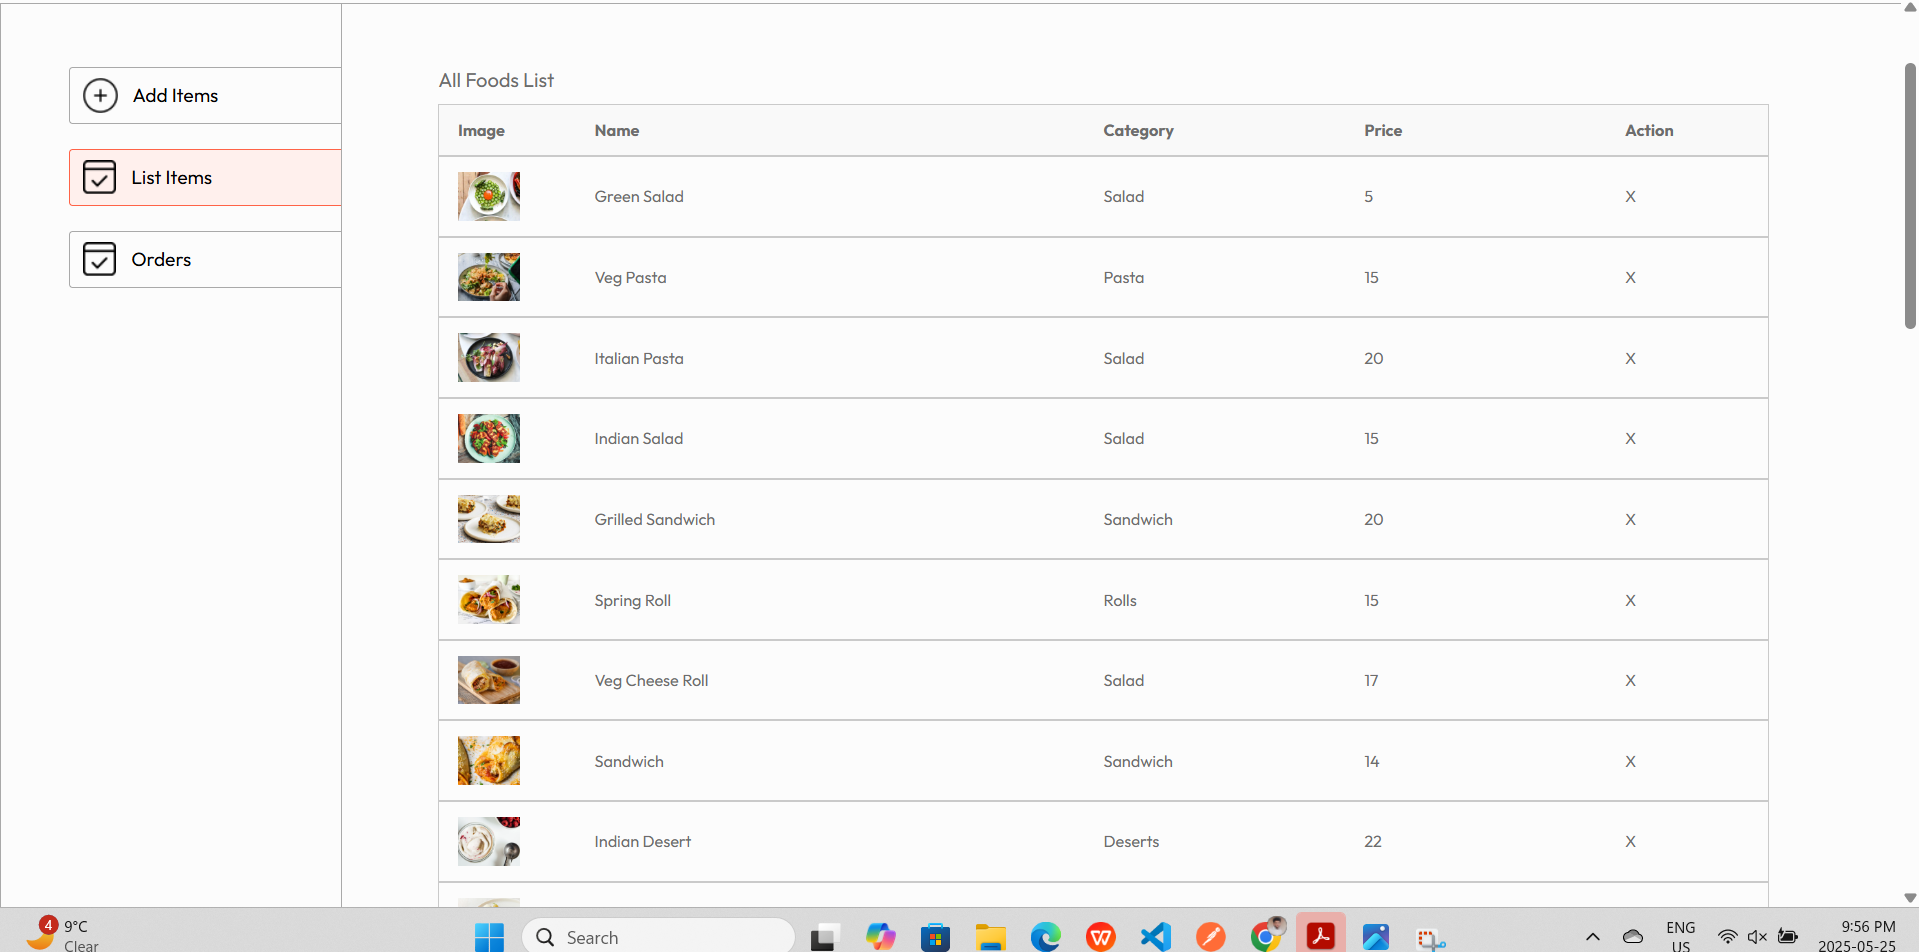 Add Items
List Items
Orders
All Foods List
Image Name Category Price Action
Green Salad Salad 5 X
Veg Pasta Pasta 15 X
Italian Pasta Salad 20 X
Indian Salad Salad 15 X
Grilled Sandwich Sandwich 20 X
Spring Roll Rolls 15 X
Veg Cheese Roll Salad 17 X
Sandwich Sandwich 14 X
Indian Desert Deserts 22 X
4
9°C
Clear
Search
ENG
US
9:56 PM
2025-05-25